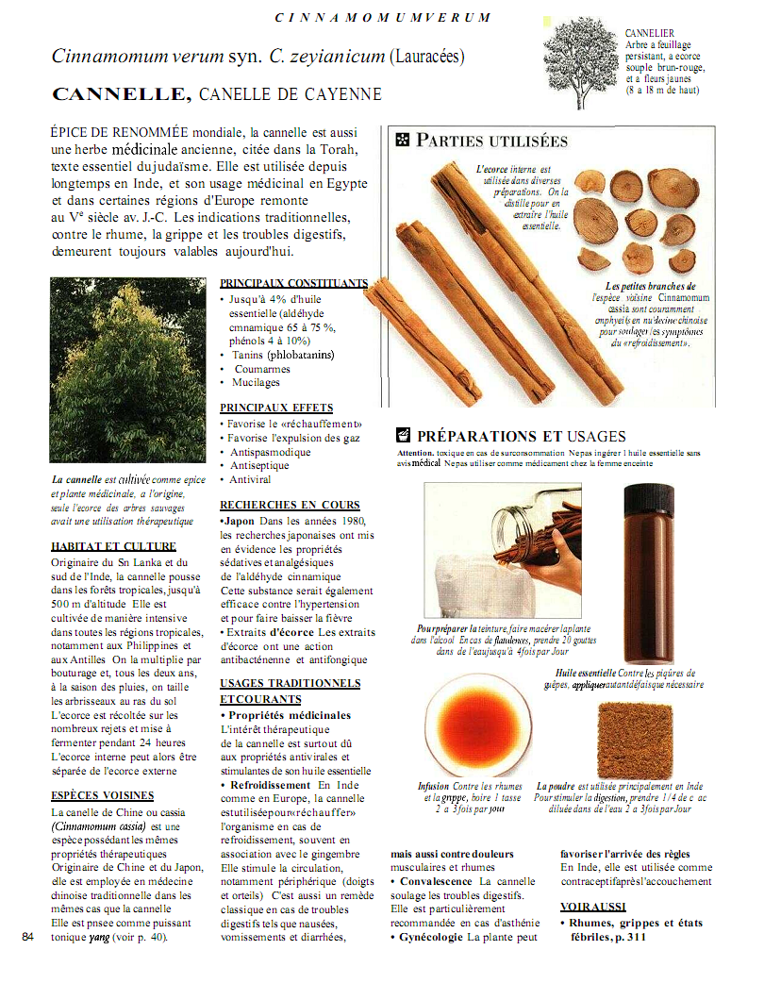 CINNAMOMUMVERUM
Cinnamomum verum syn. C. zeyianicum (Lauracées)
CANNELLE, CANELLE DE CAYENNE
CANNELIER
Arbre a feuillage
persistant, a ecorce
souple brun-rouge,
et a fleurs jaunes
(8 a 18 m de haut)
ÉPICE DE RENOMMÉE mondiale, la cannelle est aussi
une herbe médicinale ancienne, citée dans la Torah,
texte essentiel dujudaïsme. Elle est utilisée depuis
longtemps en Inde, et son usage médicinal en Egypte
et dans certaines régions d'Europe remonte
au Ve siècle av. J.-C. Les indications traditionnelles,
contre le rhume, la grippe et les troubles digestifs,
demeurent toujours valables aujourd'hui.
La cannelle est cultivée comme epice
et plante médicinale, a l'origine,
seule l'ecorce des arbres sauvages
avait une utilisation thérapeutique
HABITAT ET CULTURE
Originaire du Sn Lanka et du
sud de l'Inde, la cannelle pousse
dans les forêts tropicales, jusqu'à
500 m d'altitude Elle est
cultivée de manière intensive
dans toutes les régions tropicales,
notamment aux Philippines et
aux Antilles On la multiplie par
bouturage et, tous les deux ans,
à la saison des pluies, on taille
les arbrisseaux au ras du sol
L'ecorce est récoltée sur les
nombreux rejets et mise à
fermenter pendant 24 heures
L'ecorce interne peut alors être
séparée de l'ecorce externe
ESPÈCES VOISINES
La canelle de Chine ou cassia
(Cinnamomum cassia) est une
espèce possédant les mêmes
propriétés thérapeutiques
Originaire de Chine et du Japon,
elle est employée en médecine
chinoise traditionnelle dans les
mêmes cas que la cannelle
Elle est pnsee comme puissant
tonique yang (voir p. 40).
PRINCIPAUX CONSTITUANTS
• Jusqu'à 4% d'huile
essentielle (aldéhyde
cmnamique 65 à 75 %,
phénols 4 à 10%)
• Tanins (phlobatanins)
• Coumarmes
• Mucilages
PRINCIPAUX EFFETS
• Favorise le «réchauffement»
• Favorise l'expulsion des gaz
• Antispasmodique
• Antiseptique
• Antiviral
RECHERCHES EN COURS
•Japon Dans les années 1980,
les recherches japonaises ont mis
en évidence les propriétés
sédatives et analgésiques
de l'aldéhyde cinnamique
Cette substance serait également
efficace contre l'hypertension
et pour faire baisser la fièvre
• Extraits d'écorce Les extraits
d'écorce ont une action
antibacténenne et antifongique
USAGES TRADITIONNELS
ETCOURANTS
• Propriétés médicinales
L'intérêt thérapeutique
de la cannelle est surtout dû
aux propriétés antivirales et
stimulantes de son huile essentielle
• Refroidissement En Inde
comme en Europe, la cannelle
estutiliséepour«réchauffer»
l'organisme en cas de
refroidissement, souvent en
association avec le gingembre
Elle stimule la circulation,
notamment périphérique (doigts
et orteils) C'est aussi un remède
classique en cas de troubles
digestifs tels que nausées,
vomissements et diarrhées,
PARTIES UTILISÉES
L'ecorce interne est
utilisée dans diverses
préparations. On la
distille pour en
extraire l'huile
essentielle.
Les petites branches de
l'espèce voisine Cinnamomum
cassia sont couramment
en chinoise
pour soulager les symptômes
du «refroidissement».
PRÉPARATIONS ET USAGES
Attention. toxique en cas de surconsommation Nepas ingérer l huile essentielle sans
avis médical Nepas utiliser comme médicament chez la femme enceinte
Pour préparer la teinture, faire macérer la plante
dans l'alcool En cas de flatulences, prendre 20 gouttes
dans de l'eau jusqu'à 4 fois par Jour
Huile essentielle Contre les piqûres de
guêpes, appliquer autant de fois que nécessaire
Infusion Contre les rhumes
et la grippe, boire 1 tasse
2 a 3 fois par jour
La poudre est utilisée principalement en Inde
Pour stimuler la digestion, prendre 1/4 de c ac
diluée dans de l'eau 2 a 3 fois par Jour
mais aussi contre douleurs
musculaires et rhumes
• Convalescence La cannelle
soulage les troubles digestifs.
Elle est particulièrement
recommandée en cas d'asthénie
• Gynécologie La plante peut
favoriser l'arrivée des règles
En Inde, elle est utilisée comme
contraceptif après l'accouchement
VOIR AUSSI
• Rhumes, grippes et états
fébriles, p. 311
84